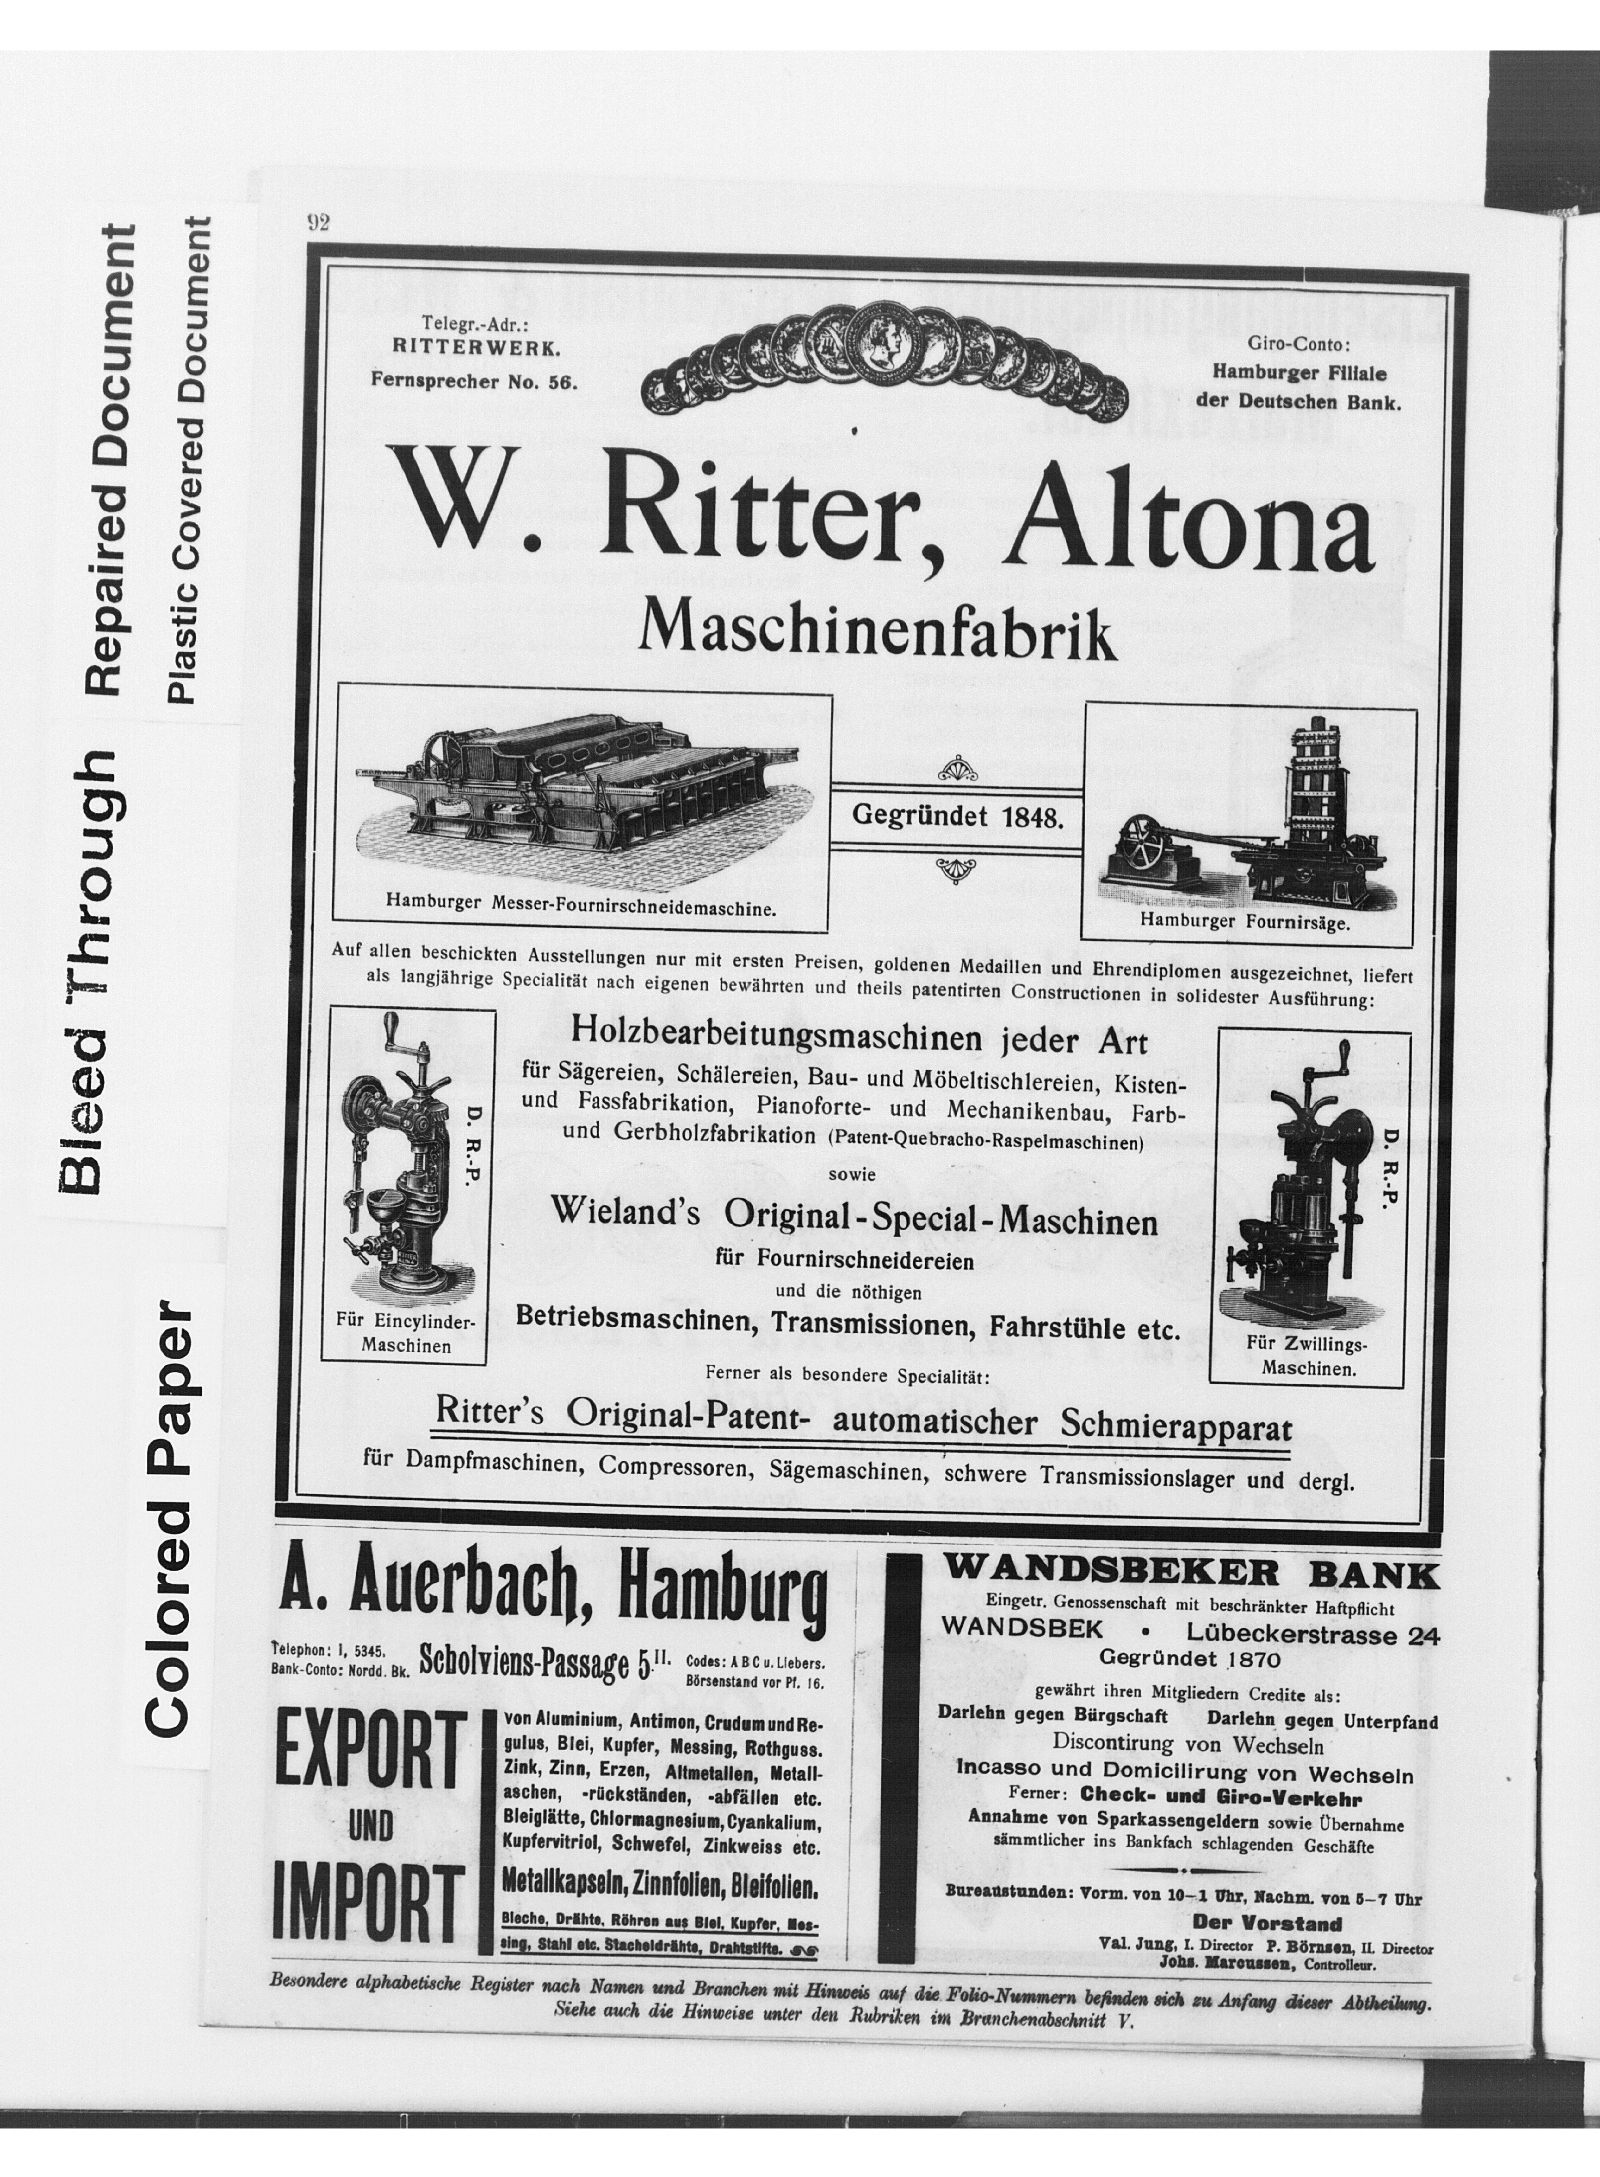 Repaired Document
Plastic Covered Document
Bleed Through
Colored Paper
92
Telegr.-Adr.:
RITTERWERK.
Fernsprecher No. 56.
Giro-Conto:
Hamburger Filiale
der Deutschen Bank.
W. Ritter, Altona
Maschinenfabrik
Gegründet 1848.
Hamburger Messer-Fournirschneidemaschine.
Hamburger Fournirsäge.
Auf allen beschickten Ausstellungen nur mit ersten Preisen, goldenen Medaillen und Ehrendiplomen ausgezeichnet, liefert
als langjährige Specialität nach eigenen bewährten und theils patentirten Constructionen in solidester Ausführung:
D. R.-P.
Für Eincylinder-
Maschinen
Holzbearbeitungsmaschinen jeder Art
für Sägereien, Schälereien, Bau- und Möbeltischlereien, Kisten-
und Fassfabrikation, Pianoforte- und Mechanikenbau, Farb-
und Gerbholzfabrikation (Patent-Quebracho-Raspelmaschinen)
sowie
Wieland's Original-Special-Maschinen
für Fournirschneidereien
und die nöthigen
Betriebsmaschinen, Transmissionen, Fahrstühle etc.
D. R.-P.
Für Zwillings-
Maschinen.
Ferner als besondere Specialität:
Ritter's Original-Patent- automatischer Schmierapparat
für Dampfmaschinen, Compressoren, Sägemaschinen, schwere Transmissionslager und dergl.
A. Auerbach, Hamburg
Telephon: I, 5345.
Bank-Conto: Nordd. Bk.
Scholviens-Passage 5 II.
Codes: A B C u. Liebers.
Börsenstand vor Pf. 16.
EXPORT
UND
IMPORT
von Aluminium, Antimon, Crudum und Re-
gulus, Blei, Kupfer, Messing, Rothguss.
Zink, Zinn, Erzen, Altmetallen, Metall-
aschen, -rückständen, -abfällen etc.
Bleiglätte, Chlormagnesium, Cyankalium,
Kupfervitriol, Schwefel, Zinkweiss etc.
Metallkapseln, Zinnfolien, Bleifolien.
Bleche, Drähte, Röhren aus Blei, Kupfer, Mes-
sing, Stahl etc. Stacheldrähte, Drahtstifte.
WANDSBEKER BANK
Eingetr. Genossenschaft mit beschränkter Haftpflicht
WANDSBEK • Lübeckerstrasse 24
Gegründet 1870
gewährt ihren Mitgliedern Credite als:
Darlehn gegen Bürgschaft Darlehn gegen Unterpfand
Discontirung von Wechseln
Incasso und Domicilirung von Wechseln
Ferner: Check- und Giro-Verkehr
Annahme von Sparkassengeldern sowie Übernahme
sämmtlicher ins Bankfach schlagenden Geschäfte
Bureaustunden: Vorm. von 10–1 Uhr, Nachm. von 5–7 Uhr
Der Vorstand
Val. Jung, I. Director P. Börnsen, II. Director
Johs. Marcussen, Controlleur.
Besondere alphabetische Register nach Namen und Branchen mit Hinweis auf die Folio-Nummern befinden sich zu Anfang dieser Abtheilung.
Siehe auch die Hinweise unter den Rubriken im Branchenabschnitt V.